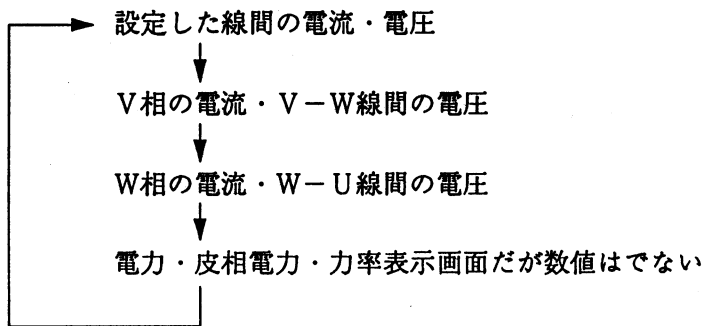 設定した線間の電流・電圧
V相の電流・V－W線間の電圧
W相の電流・W－U線間の電圧
電力・皮相電力・力率表示画面だが数値はでない